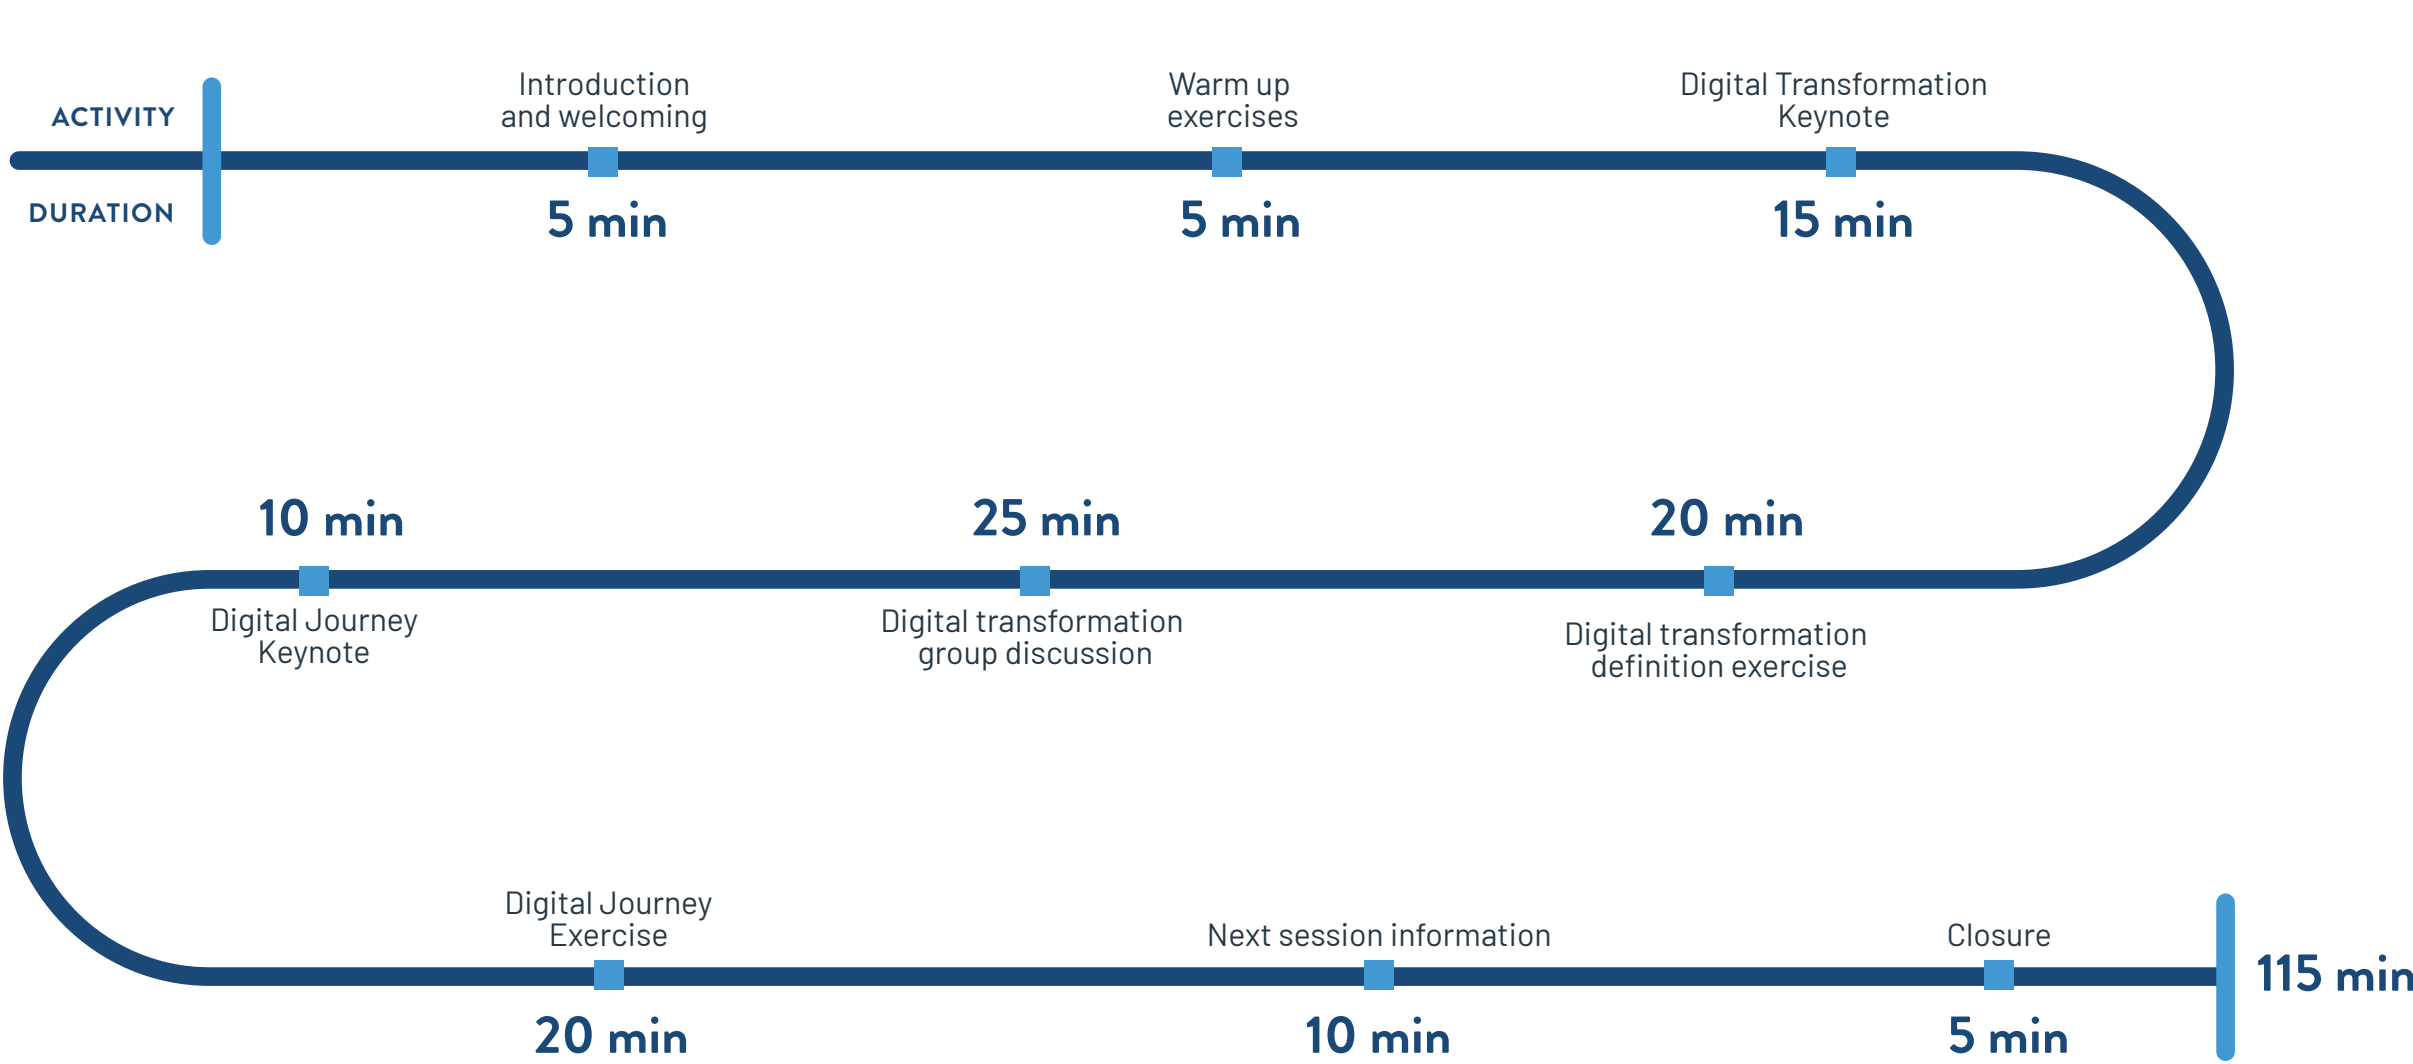 ACTIVITY
DURATION
Introduction
and welcoming
5 min
Warm up
exercises
5 min
Digital Transformation
Keynote
15 min
10 min
Digital Journey
Keynote
25 min
Digital transformation
group discussion
20 min
Digital transformation
definition exercise
Digital Journey
Exercise
20 min
Next session information
10 min
Closure
5 min
115 min